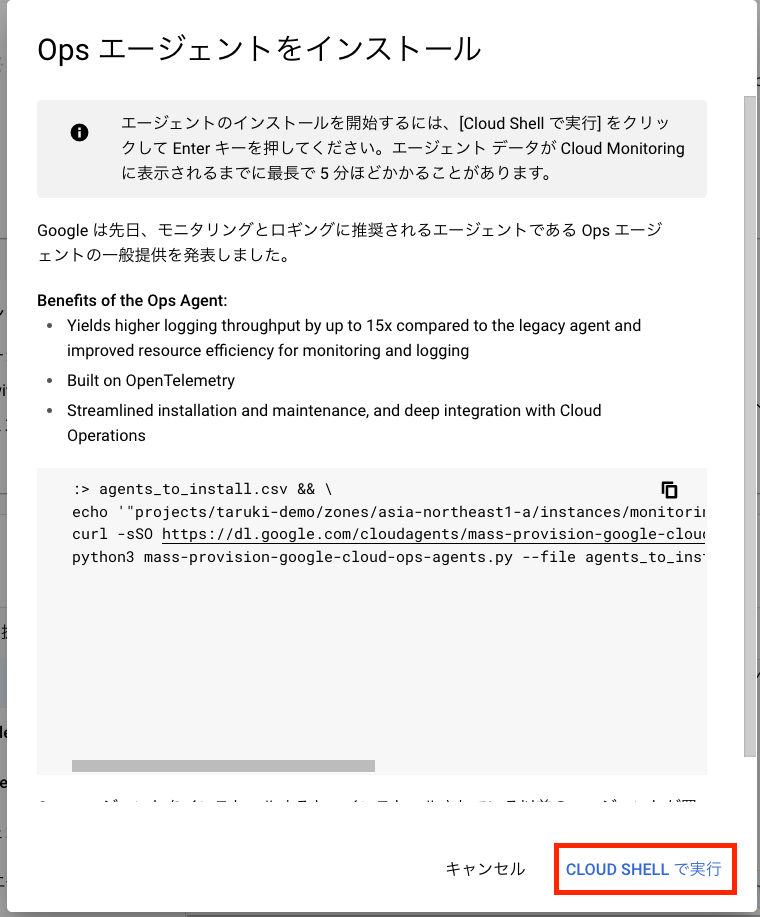 Ops エージェントをインストール
エージェントのインストールを開始するには、[Cloud Shell で実行] をクリッ
クして Enter キーを押してください。エージェント データが Cloud Monitoring
に表示されるまでに最長で 5 分ほどかかることがあります。
Google は先日、モニタリングとロギングに推奨されるエージェントである Ops エージ
ェントの一般提供を発表しました。
Benefits of the Ops Agent:
Yields higher logging throughput by up to 15x compared to the legacy agent and
improved resource efficiency for monitoring and logging
Built on OpenTelemetry
Streamlined installation and maintenance, and deep integration with Cloud
Operations
:> agents_to_install.csv && \
echo '"projects/taruki-demo/zones/asia-northeast1-a/instances/monitorin
curl -sSO https://dl.google.com/cloudagents/mass-provision-google-cloud
python3 mass-provision-google-cloud-ops-agents.py --file agents_to_inst
キャンセル
CLOUD SHELL で実行